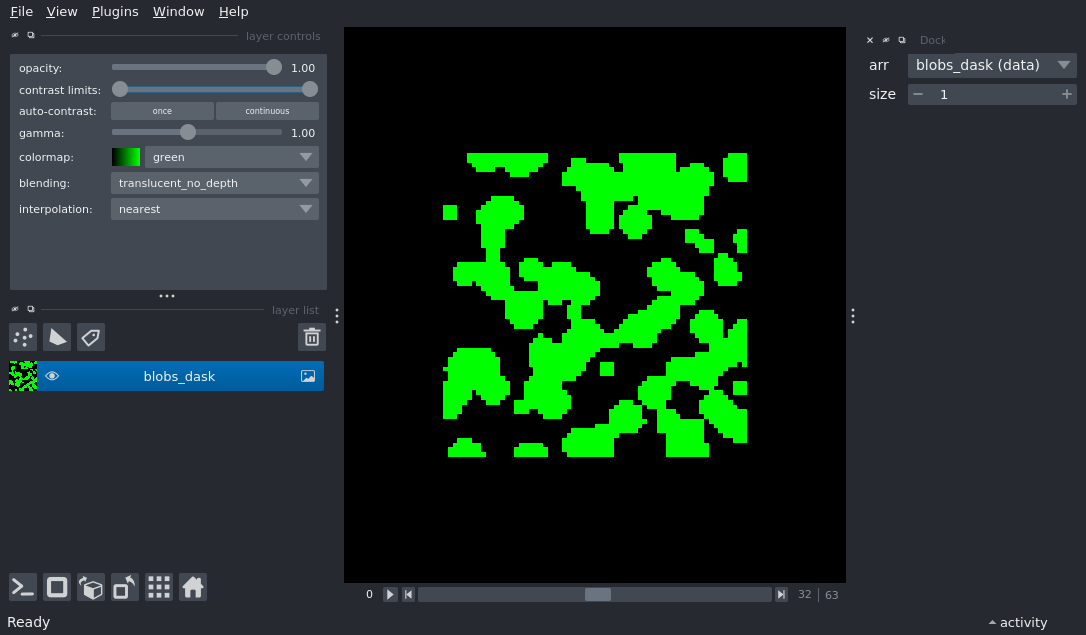 File View Plugins Window Help
layer controls
opacity: 1.00
contrast limits:
auto-contrast: once continuous
gamma: 1.00
colormap: green
blending: translucent_no_depth
interpolation: nearest
layer list
blobs_dask
Ready
0 32 63
Dock
arr blobs_dask (data)
size 1
activity